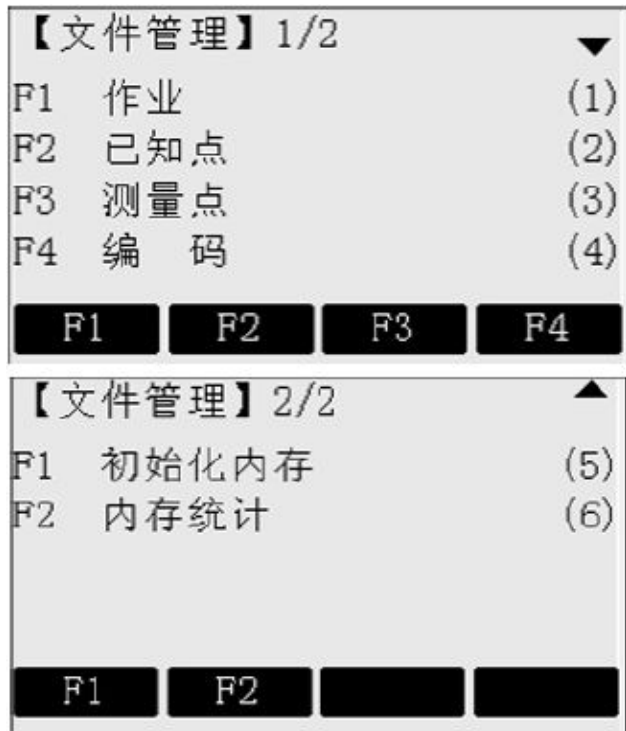 【文件管理】1/2
F1 作业 (1)
F2 已知点 (2)
F3 测量点 (3)
F4 编 码 (4)
F1 F2 F3 F4
【文件管理】2/2
F1 初始化内存 (5)
F2 内存统计 (6)
F1 F2